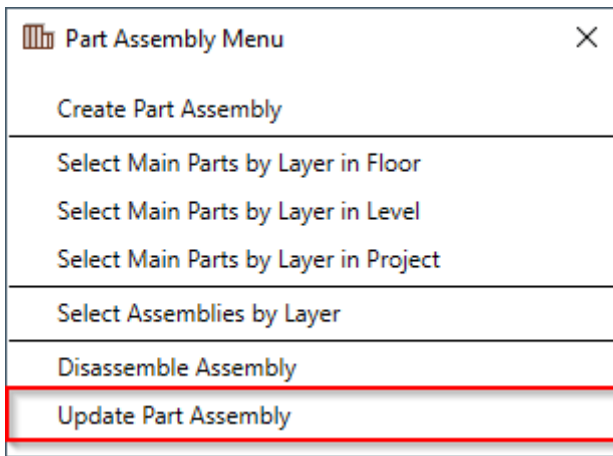 Part Assembly Menu
Create Part Assembly
Select Main Parts by Layer in Floor
Select Main Parts by Layer in Level
Select Main Parts by Layer in Project
Select Assemblies by Layer
Disassemble Assembly
Update Part Assembly